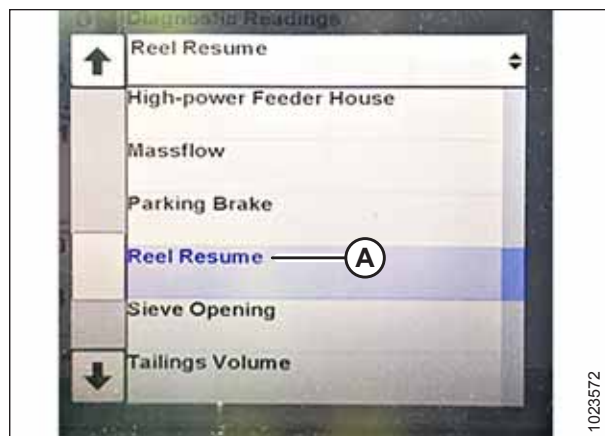 Diagnostic Readings
Reel Resume
High-power Feeder House
Massflow
Parking Brake
Reel Resume
A
Sieve Opening
Tailings Volume
1023572